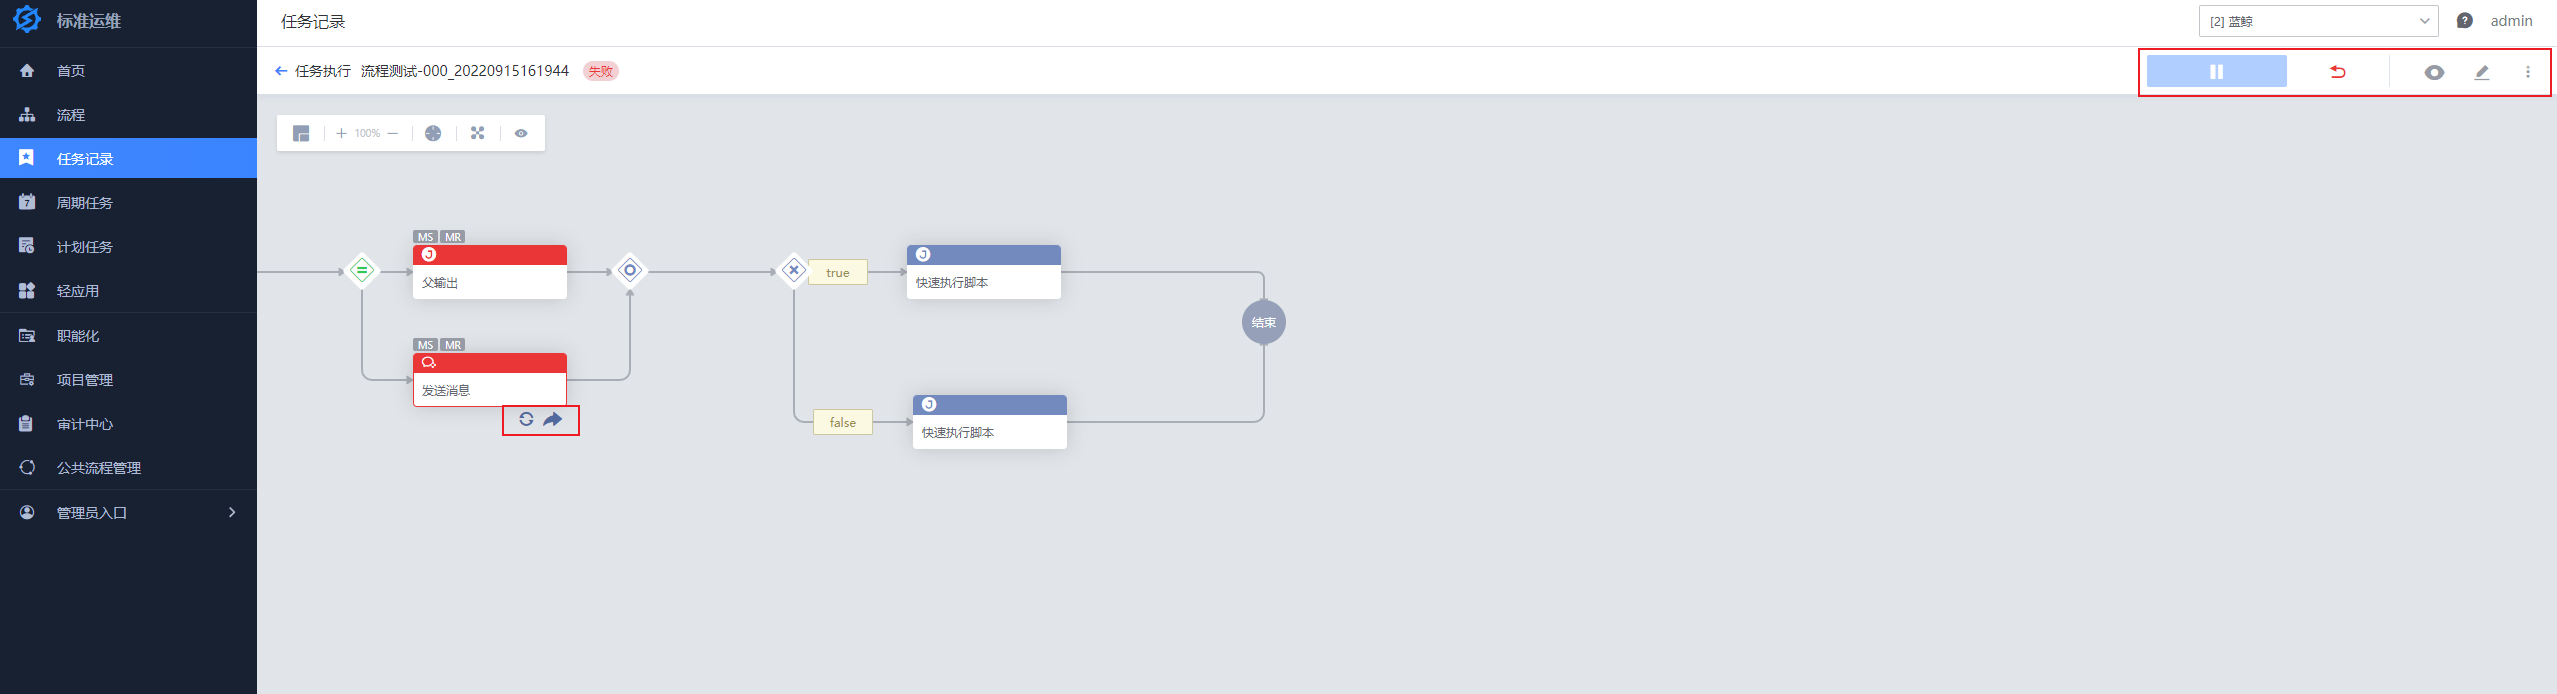 标准运维
任务记录
[2] 蓝鲸
admin
首页
流程
任务记录
周期任务
计划任务
轻应用
职能化
项目管理
审计中心
公共流程管理
管理员入口
任务执行 流程测试-000_20220915161944 失败
100%
MS MR
父输出
MS MR
发送消息
true
快速执行脚本
false
快速执行脚本
结束